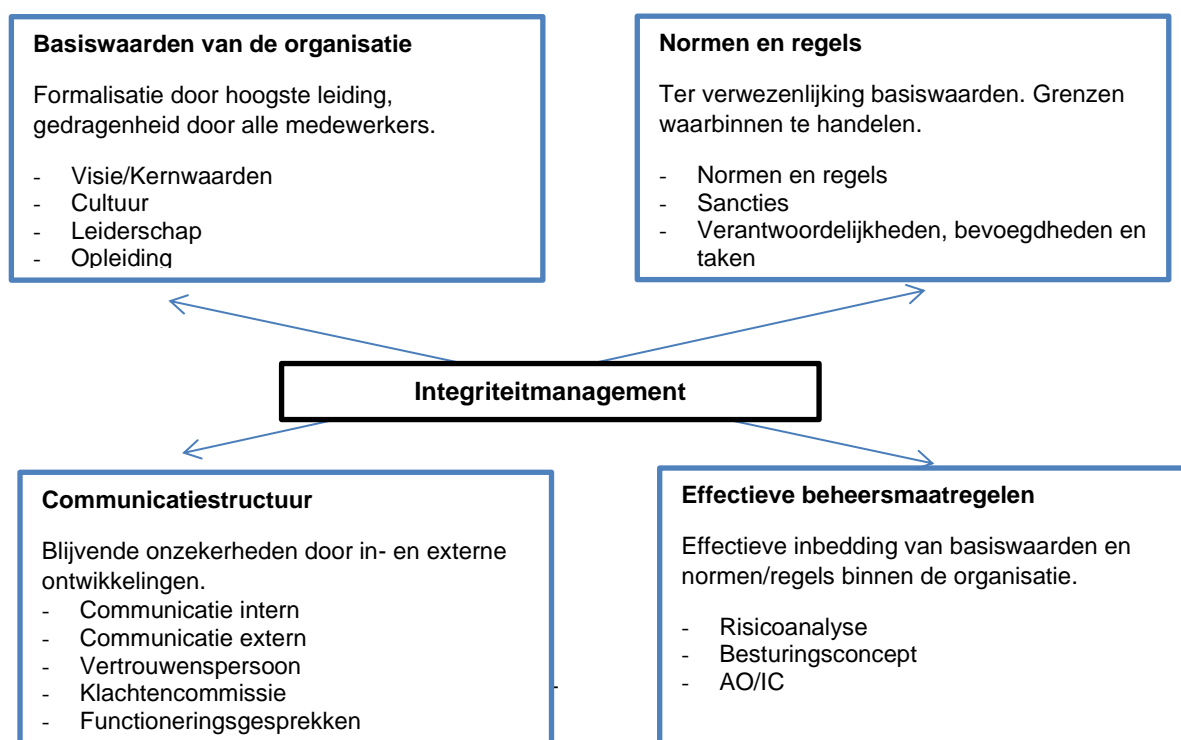 Basiswaarden van de organisatie
Formalisatie door hoogste leiding,
gedragenheid door alle medewerkers.
- Visie/Kernwaarden
- Cultuur
- Leiderschap
- Opleiding
Normen en regels
Ter verwezenlijking basiswaarden. Grenzen
waarbinnen te handelen.
- Normen en regels
- Sancties
- Verantwoordelijkheden, bevoegdheden en
taken
Integriteitmanagement
Communicatiestructuur
Blijvende onzekerheden door in- en externe
ontwikkelingen.
- Communicatie intern
- Communicatie extern
- Vertrouwenspersoon
- Klachtencommissie
- Functioneringsgesprekken
Effectieve beheersmaatregelen
Effectieve inbedding van basiswaarden en
normen/regels binnen de organisatie.
- Risicoanalyse
- Besturingsconcept
- AO/IC